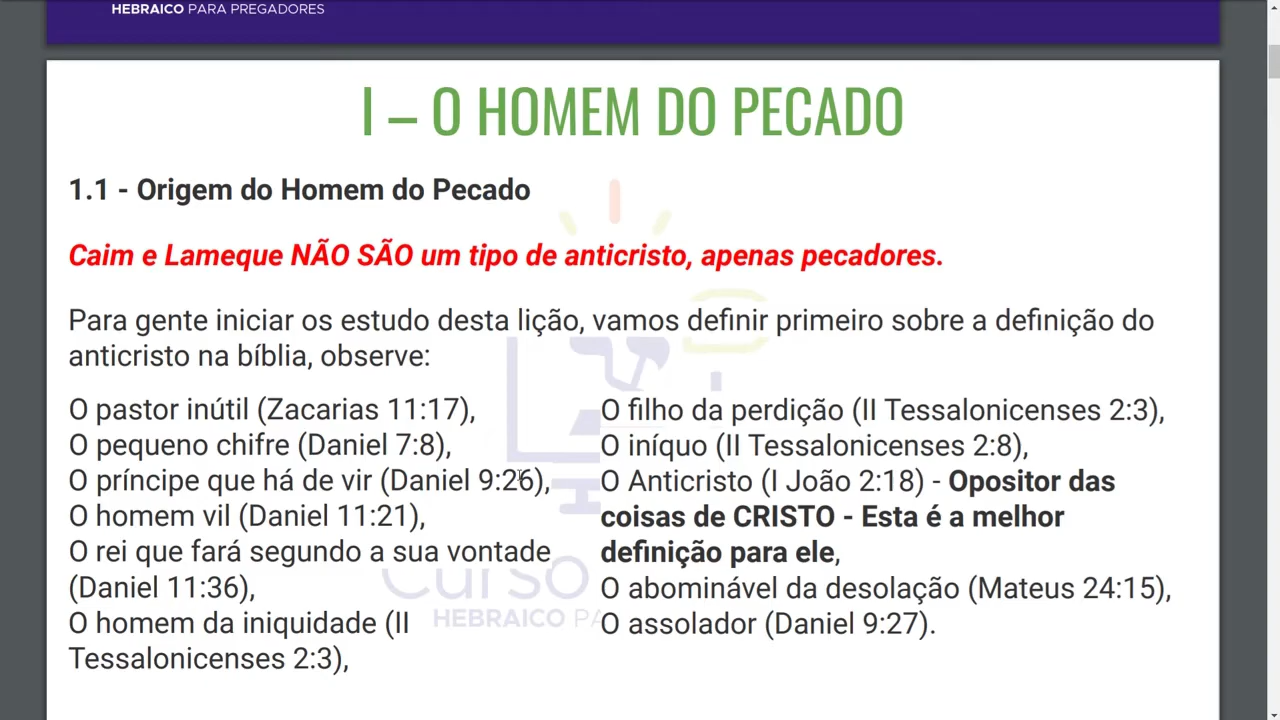 HEBRAICO PARA PREGADORES
I – O HOMEM DO PECADO
1.1 - Origem do Homem do Pecado
Caim e Lameque NÃO SÃO um tipo de anticristo, apenas pecadores.
Para gente iniciar os estudo desta lição, vamos definir primeiro sobre a definição do
anticristo na bíblia, observe:
O pastor inútil (Zacarias 11:17),
O pequeno chifre (Daniel 7:8),
O príncipe que há de vir (Daniel 9:26),
O homem vil (Daniel 11:21),
O rei que fará segundo a sua vontade
(Daniel 11:36),
O homem da iniquidade (II
Tessalonicenses 2:3),
O filho da perdição (II Tessalonicenses 2:3),
O iníquo (II Tessalonicenses 2:8),
O Anticristo (I João 2:18) - Opositor das
coisas de CRISTO - Esta é a melhor
definição para ele,
O abominável da desolação (Mateus 24:15),
O assolador (Daniel 9:27).
Curso
HEBRAICO PA